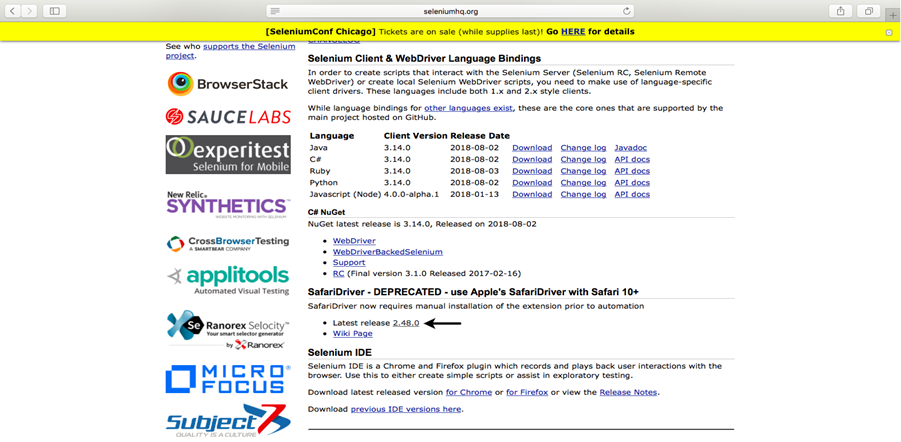 seleniumhq.org
[SeleniumConf Chicago] Tickets are on sale (while supplies last)! Go HERE for details
See who supports the Selenium
project.
BrowserStack
SAUCE LABS
experitest
Selenium for Mobile
New Relic
SYNTHETICS™
WEBSITE MONITORING WITH SELENIUM
CrossBrowserTesting
A SMARTBEAR COMPANY
applitools
Automated Visual Testing
Se Ranorex Selocity™
Your smart selector generator
by Ranorex
MICRO
FOCUS
Subject7
QUALITY IS A CULTURE
CHANGELOG
Selenium Client & WebDriver Language Bindings
In order to create scripts that interact with the Selenium Server (Selenium RC, Selenium Remote
WebDriver) or create local Selenium WebDriver scripts, you need to make use of language-specific
client drivers. These languages include both 1.x and 2.x style clients.
While language bindings for other languages exist, these are the core ones that are supported by the
main project hosted on GitHub.
Language Client Version Release Date
Java 3.14.0 2018-08-02 Download Change log Javadoc
C# 3.14.0 2018-08-02 Download Change log API docs
Ruby 3.14.0 2018-08-03 Download Change log API docs
Python 3.14.0 2018-08-02 Download Change log API docs
Javascript (Node) 4.0.0-alpha.1 2018-01-13 Download Change log API docs
C# NuGet
NuGet latest release is 3.14.0, Released on 2018-08-02
• WebDriver
• WebDriverBackedSelenium
• Support
• RC (Final version 3.1.0 Released 2017-02-16)
SafariDriver - DEPRECATED - use Apple's SafariDriver with Safari 10+
SafariDriver now requires manual installation of the extension prior to automation
• Latest release 2.48.0
• Wiki Page
Selenium IDE
Selenium IDE is a Chrome and Firefox plugin which records and plays back user interactions with the
browser. Use this to either create simple scripts or assist in exploratory testing.
Download latest released version for Chrome or for Firefox or view the Release Notes.
Download previous IDE versions here.